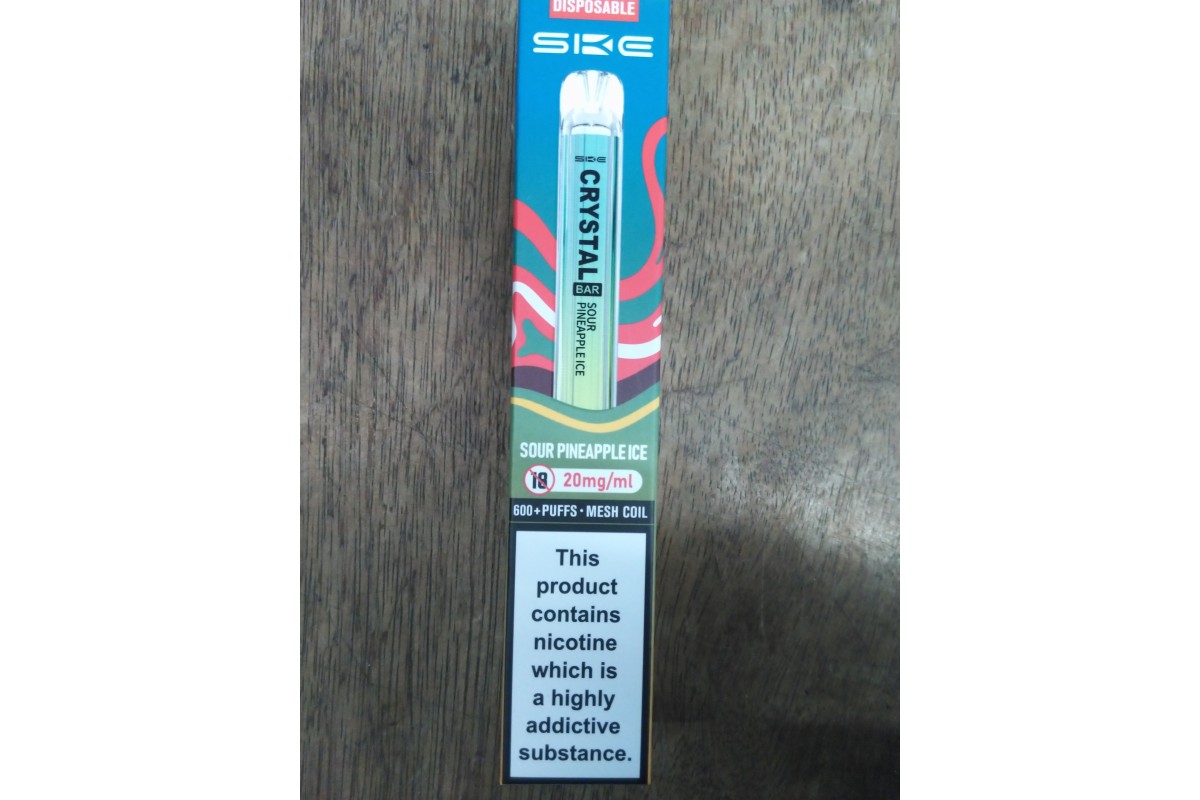 DISPOSABLE
SKE
SKE
CRYSTAL
BAR
SOUR
PINEAPPLE ICE
SOUR PINEAPPLE ICE
18 20mg/ml
600+PUFFS · MESH COIL
This
product
contains
nicotine
which is
a highly
addictive
substance.